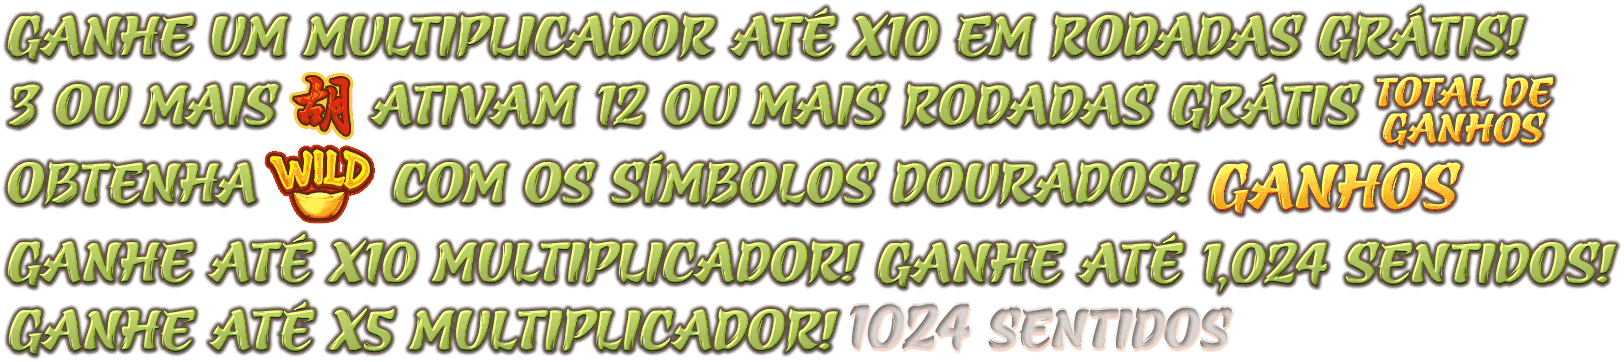 GANHE UM MULTIPLICADOR ATÉ X10 EM RODADAS GRÁTIS!
3 OU MAIS 胡 ATIVAM 12 OU MAIS RODADAS GRÁTIS
TOTAL DE
GANHOS
OBTENHA WILD COM OS SÍMBOLOS DOURADOS!
GANHOS
GANHE ATÉ X10 MULTIPLICADOR!
GANHE ATÉ 1,024 SENTIDOS!
GANHE ATÉ X5 MULTIPLICADOR!
1024 SENTIDOS